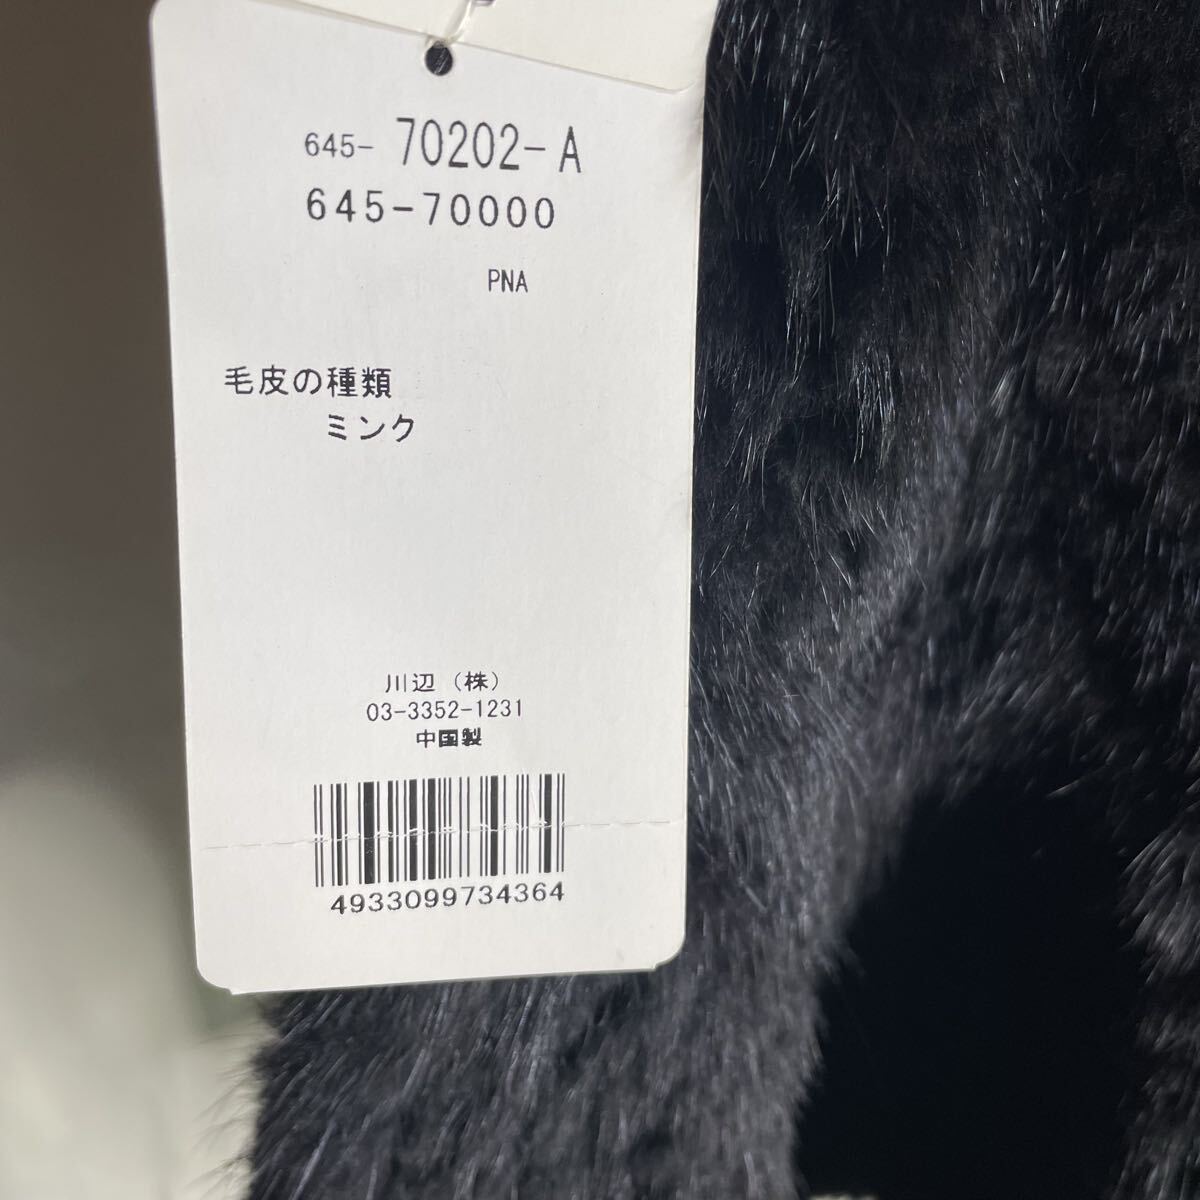 645- 70202-A
645-70000
PNA
毛皮の種類
ミンク
川辺（株）
03-3352-1231
中国製
4933099734364